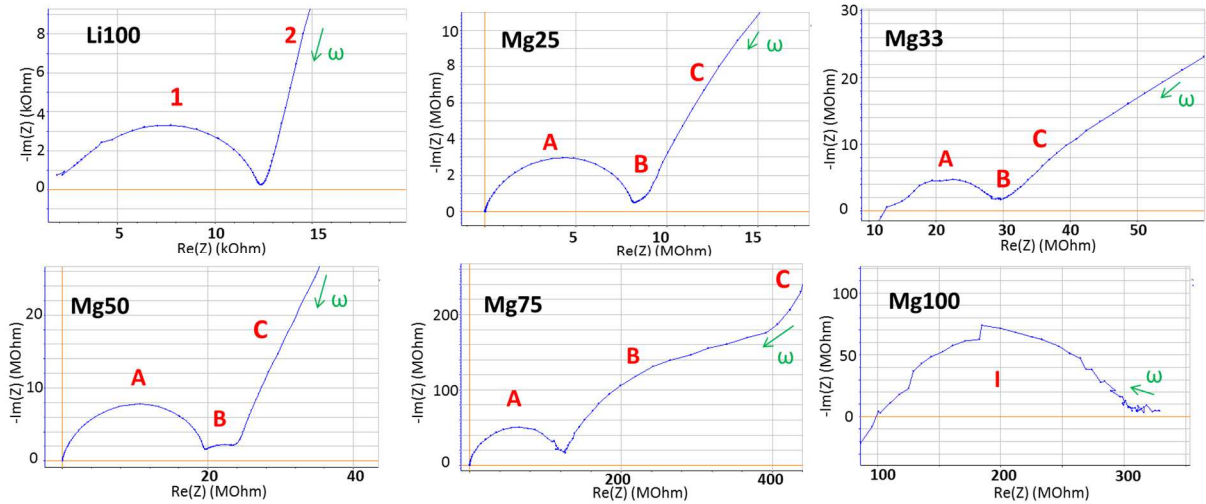 Li100
1
2
ω
-Im(Z) (kOhm)
8
6
4
2
0
5
10
15
Re(Z) (kOhm)
Mg25
A
B
C
ω
-Im(Z) (MOhm)
10
8
6
4
2
0
0
5
10
15
Re(Z) (MOhm)
Mg33
A
B
C
ω
-Im(Z) (MOhm)
30
20
10
0
10
20
30
40
50
Re(Z) (MOhm)
Mg50
A
B
C
ω
-Im(Z) (MOhm)
20
10
0
20
40
Re(Z) (MOhm)
Mg75
A
B
C
ω
-Im(Z) (MOhm)
200
100
0
200
400
Re(Z) (MOhm)
Mg100
I
ω
-Im(Z) (MOhm)
100
50
0
100
200
300
Re(Z) (MOhm)